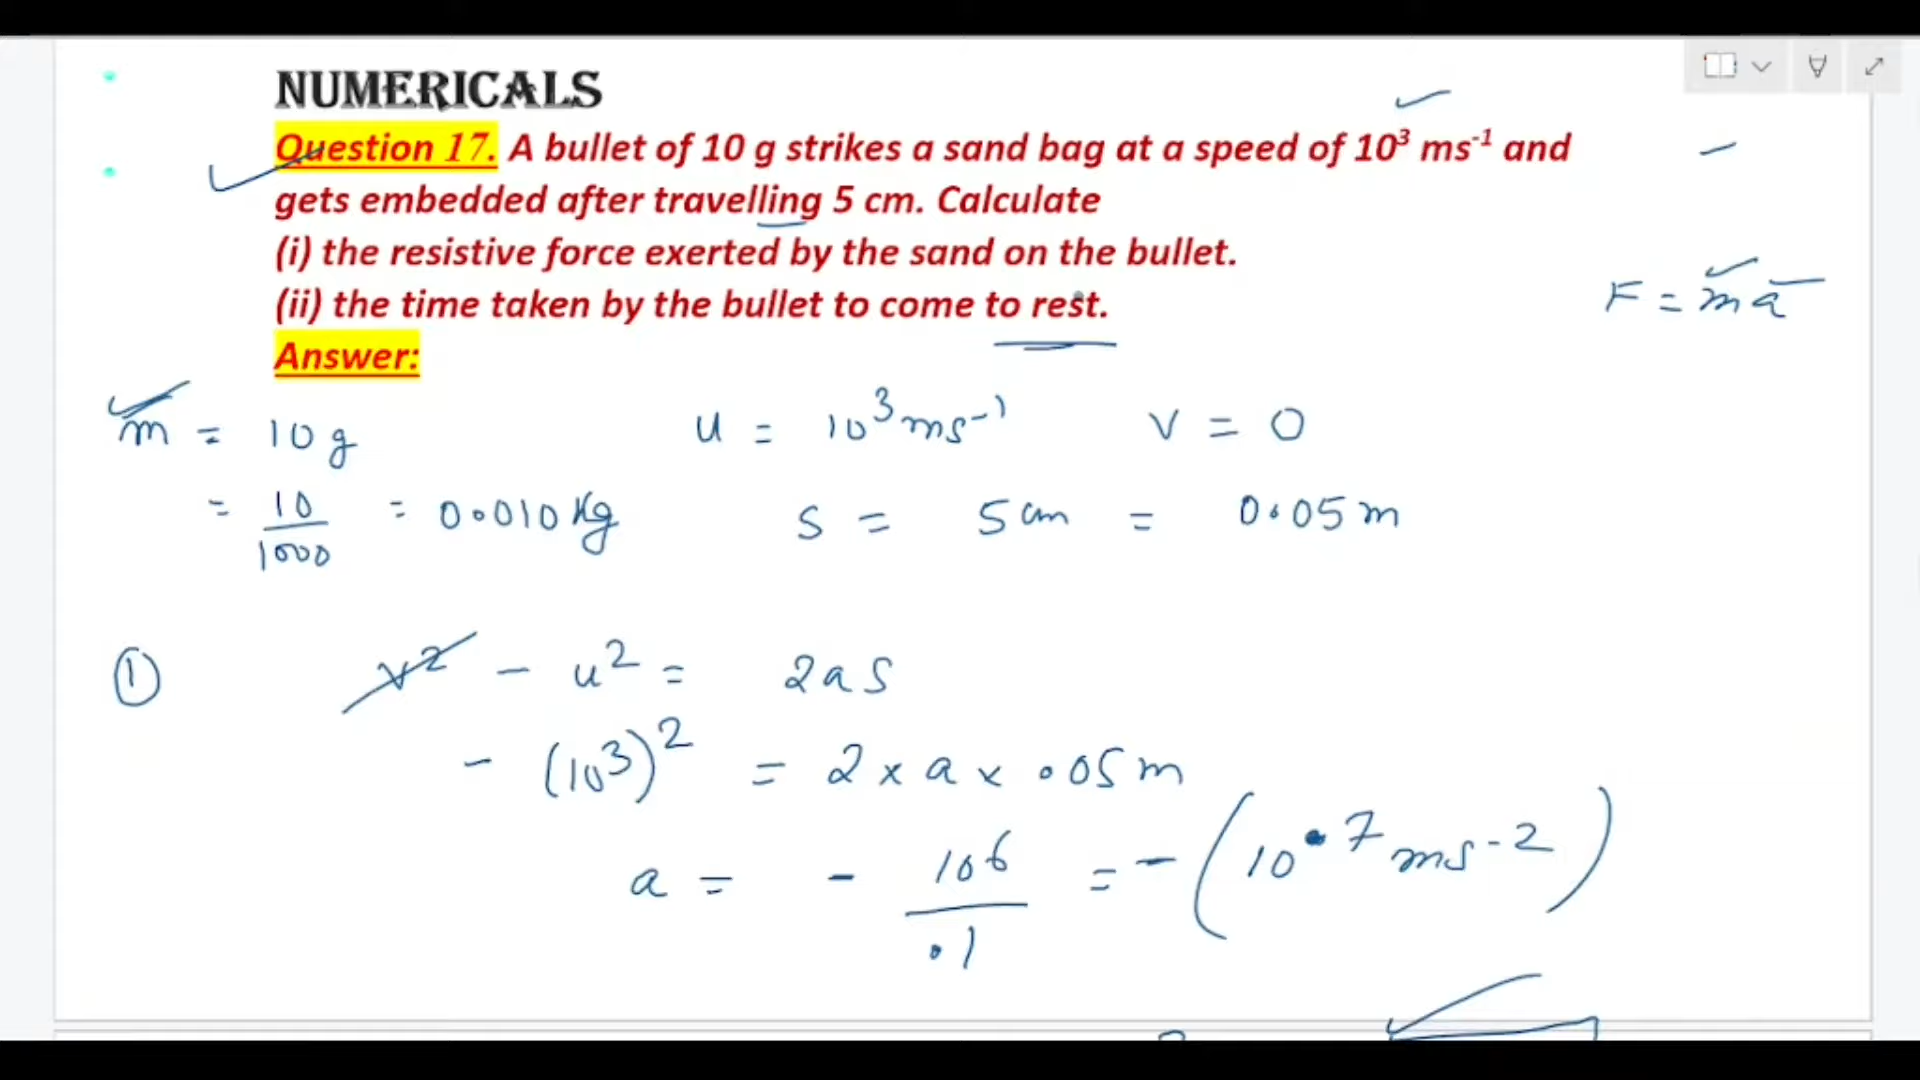 NUMERICALS
Question 17. A bullet of 10 g strikes a sand bag at a speed of 10³ ms⁻¹ and
gets embedded after travelling 5 cm. Calculate
(i) the resistive force exerted by the sand on the bullet.
(ii) the time taken by the bullet to come to rest.
F = ma
Answer:
m = 10g u = 10³ ms⁻¹ v = 0
= 10/1000 = 0.010 Kg s = 5 cm = 0.05 m
① v² - u² = 2as
- (10³)² = 2 × a × .05 m
a = - 10⁶/.1 = - (10⁷ ms⁻²)